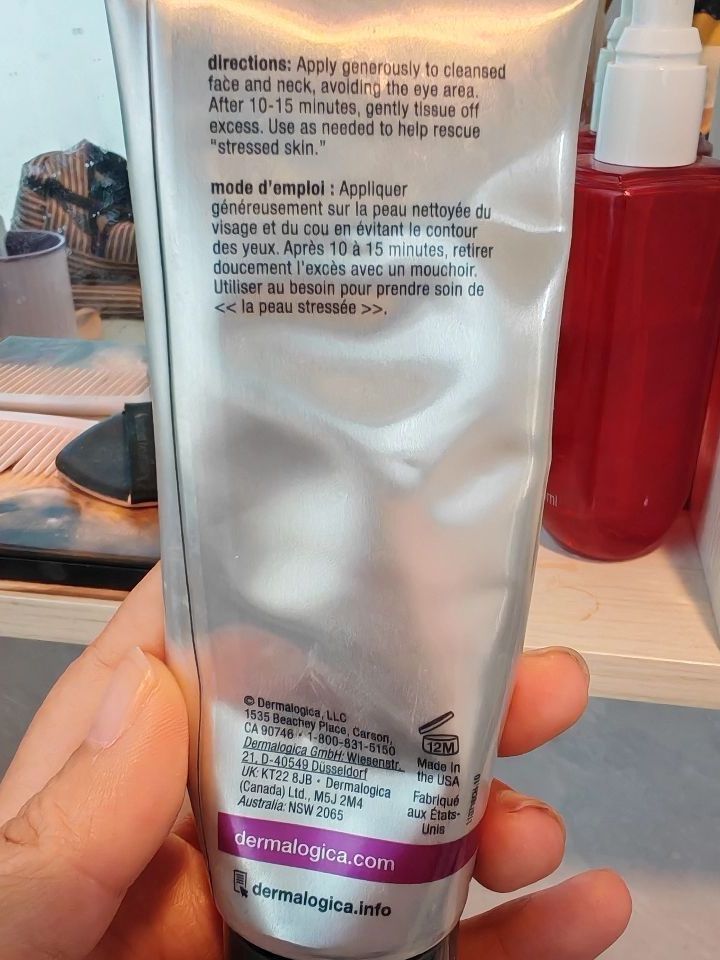 directions: Apply generously to cleansed
face and neck, avoiding the eye area.
After 10-15 minutes, gently tissue off
excess. Use as needed to help rescue
"stressed skin."
mode d'emploi : Appliquer
généreusement sur la peau nettoyée du
visage et du cou en évitant le contour
des yeux. Après 10 à 15 minutes, retirer
doucement l'excès avec un mouchoir.
Utiliser au besoin pour prendre soin de
<< la peau stressée >>.
© Dermalogica, LLC
1535 Beachey Place, Carson,
CA 90746 • 1-800-831-5150
Dermalogica GmbH: Wiesenstr.
21, D-40549 Düsseldorf
UK: KT22 8JB • Dermalogica
(Canada) Ltd., M5J 2M4
Australia: NSW 2065
12M
Made in
the USA
Fabriqué
aux États-
Unis
dermalogica.com
dermalogica.info
ml